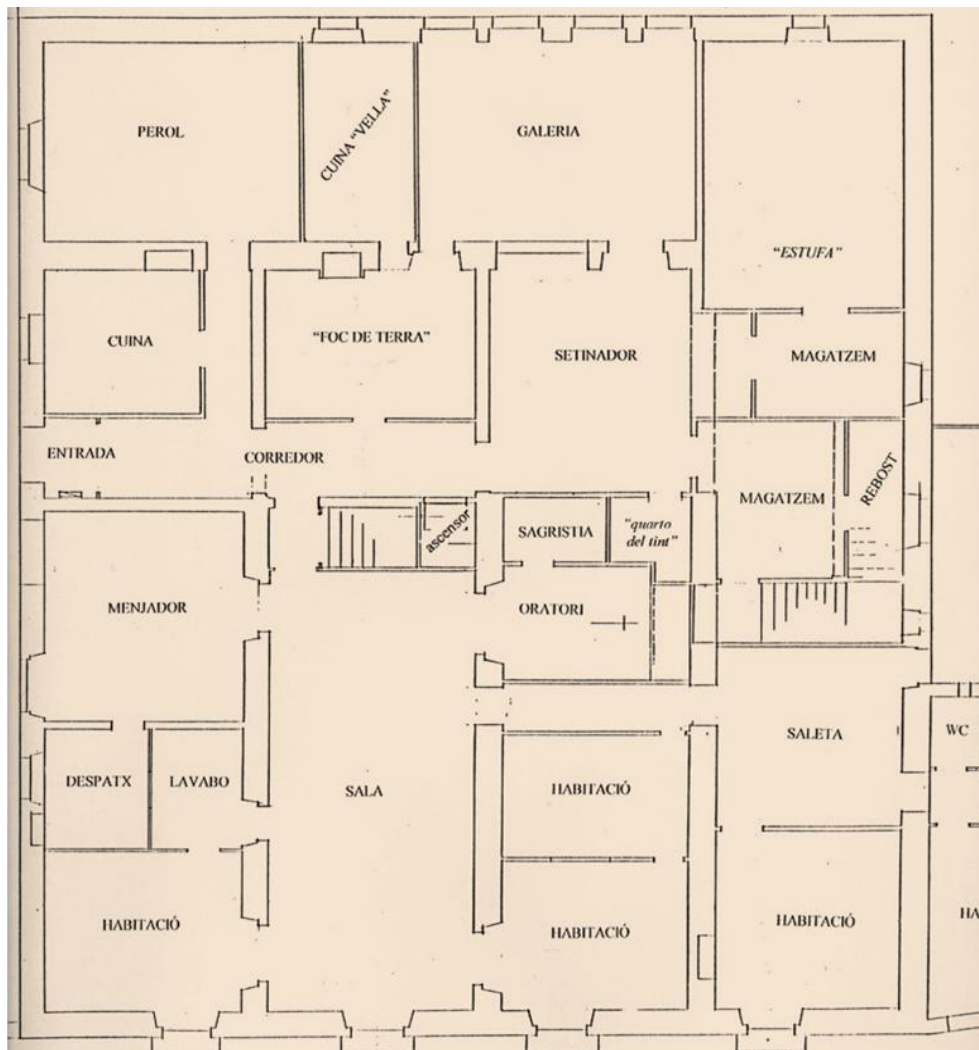 PEROL
CUINA "VELLA"
GALERIA
"ESTUFA"
CUINA
"FOC DE TERRA"
SETINADOR
MAGATZEM
ENTRADA
CORREDOR
MAGATZEM
REBOST
ascensor
SAGRISTIA
"quarto
del tint"
MENJADOR
ORATORI
DESPATX
LAVABO
SALA
HABITACIÓ
SALETA
WC
HABITACIÓ
HABITACIÓ
HABITACIÓ
HA